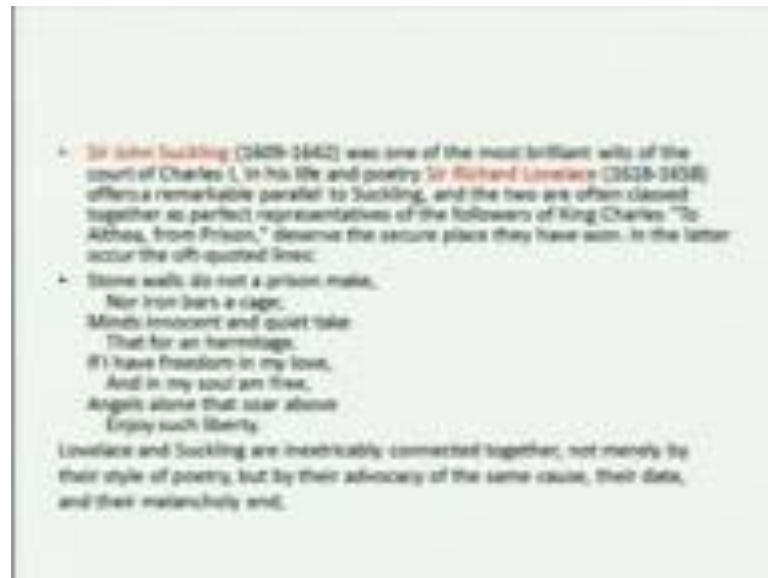 • Sir John Suckling (1609-1642) was one of the most brilliant wits of the
court of Charles I. In his life and poetry Sir Richard Lovelace (1618-1658)
offers a remarkable parallel to Suckling, and the two are often classed
together as perfect representatives of the followers of King Charles "To
Althea, from Prison," deserve the secure place they have won. In the latter
occur the oft-quoted lines:
• Stone walls do not a prison make,
Nor iron bars a cage;
Minds innocent and quiet take
That for an hermitage.
If I have freedom in my love,
And in my soul am free,
Angels alone that soar above
Enjoy such liberty.
Lovelace and Suckling are inextricably connected together, not merely by
their style of poetry, but by their advocacy of the same cause, their date,
and their melancholy end.